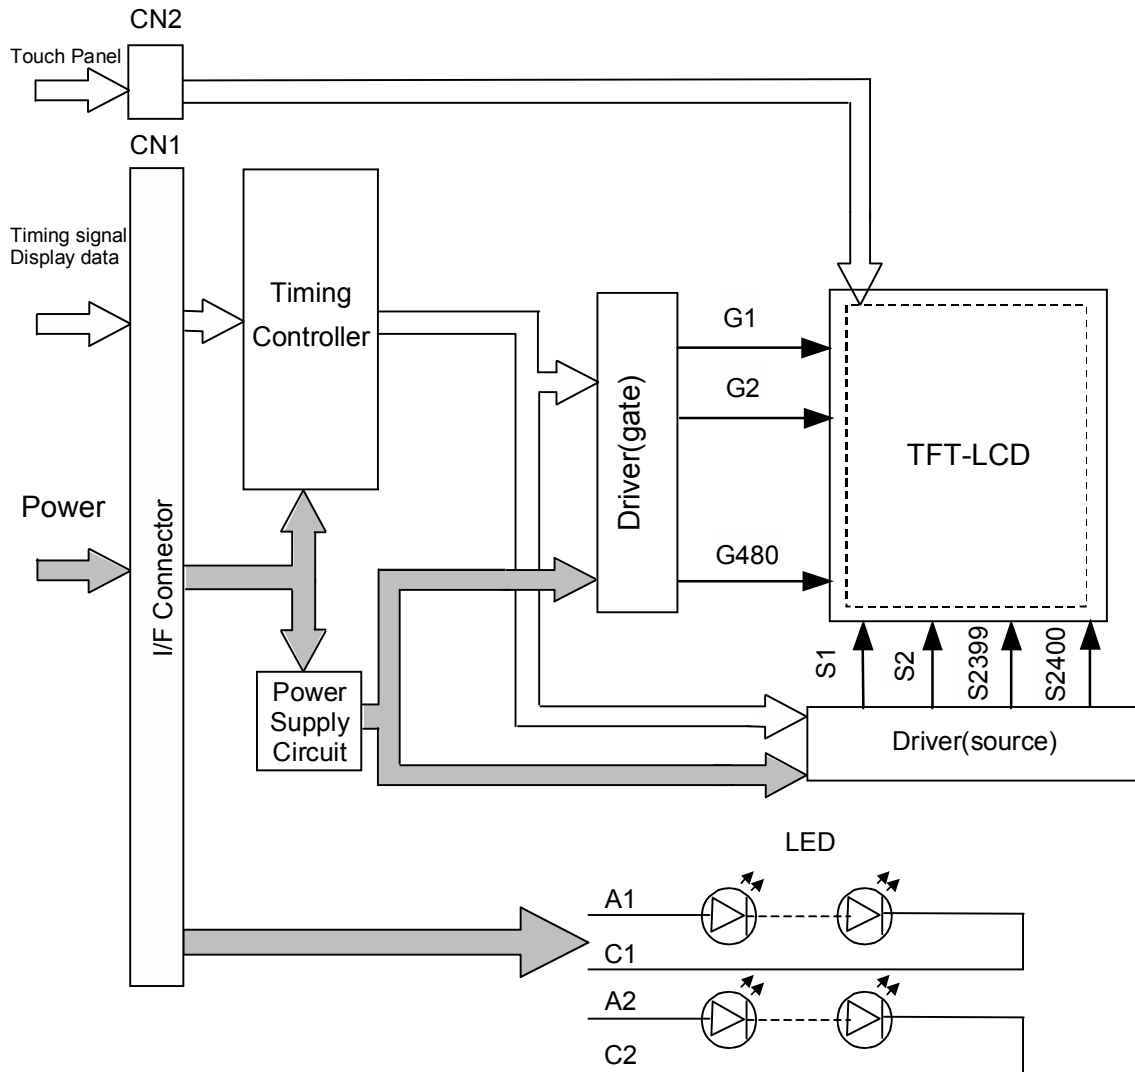 CN2
Touch Panel
CN1
Timing signal
Display data
Timing
Controller
Power
I/F Connector
Power
Supply
Circuit
Driver(gate)
G1
G2
G480
TFT-LCD
S1
S2
S2399
S2400
Driver(source)
LED
A1
C1
A2
C2